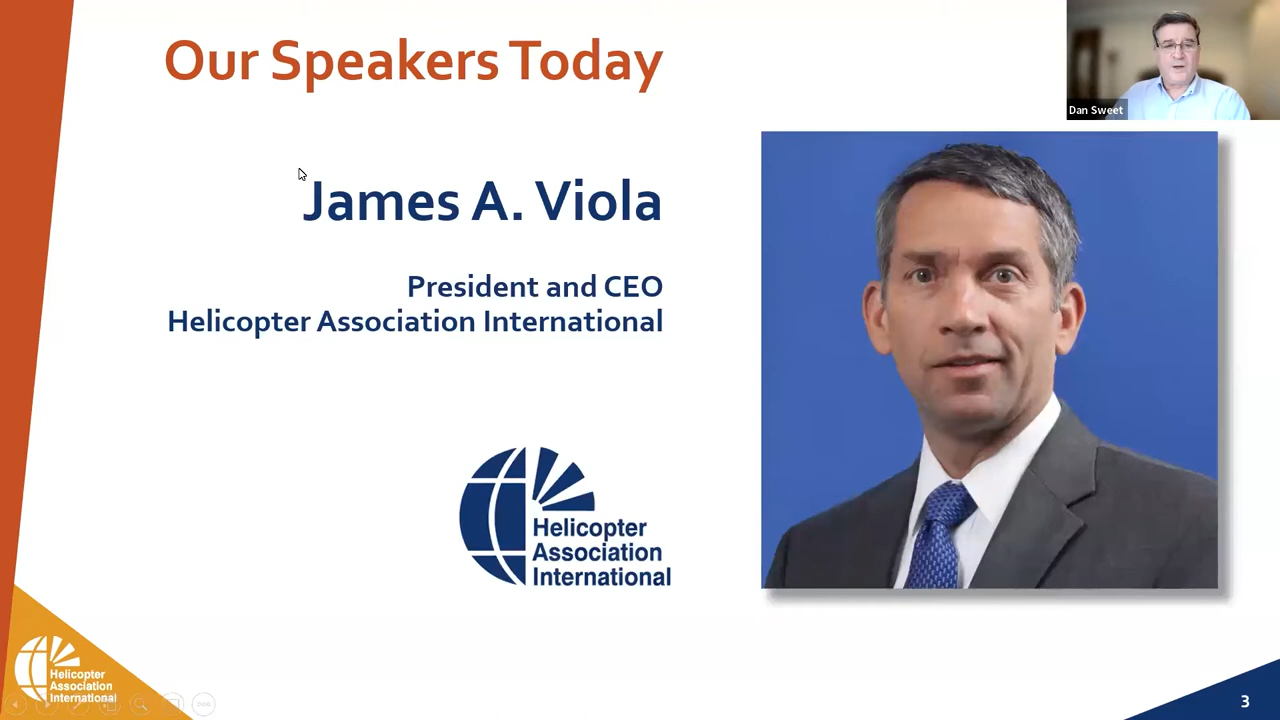 Our Speakers Today
Dan Sweet
James A. Viola
President and CEO
Helicopter Association International
Helicopter
Association
International
Helicopter
Association
International
3